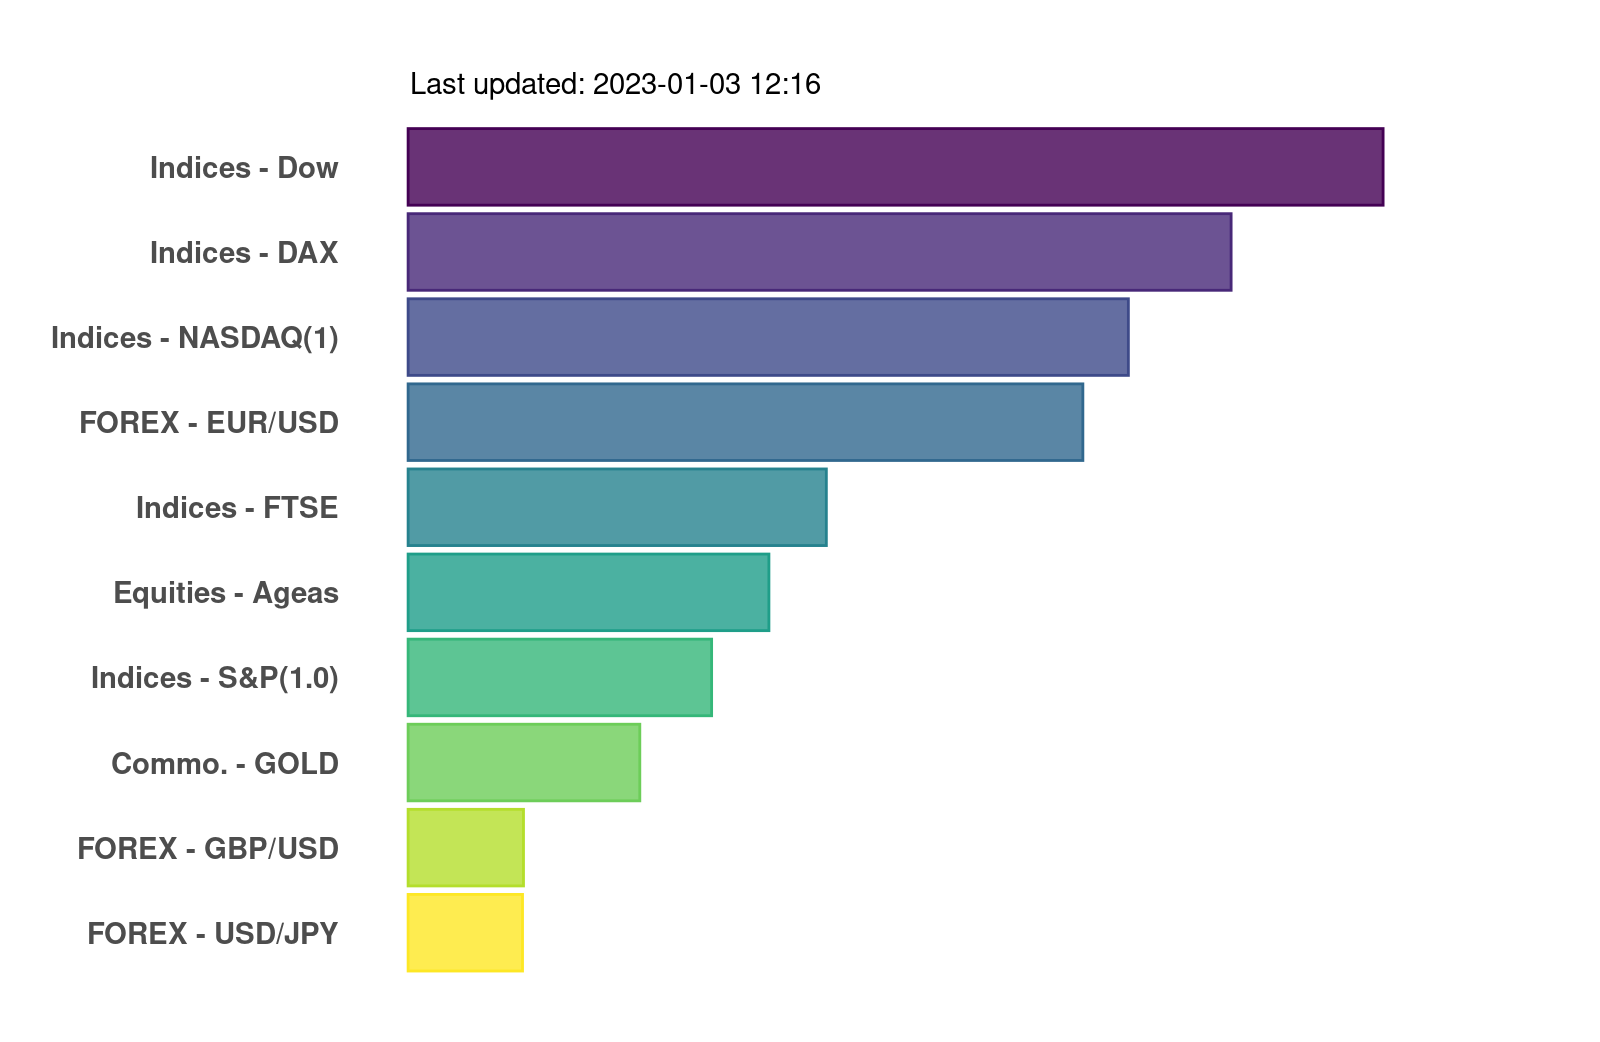 Last updated: 2023-01-03 12:16
Indices - Dow
Indices - DAX
Indices - NASDAQ(1)
FOREX - EUR/USD
Indices - FTSE
Equities - Ageas
Indices - S&P(1.0)
Commo. - GOLD
FOREX - GBP/USD
FOREX - USD/JPY